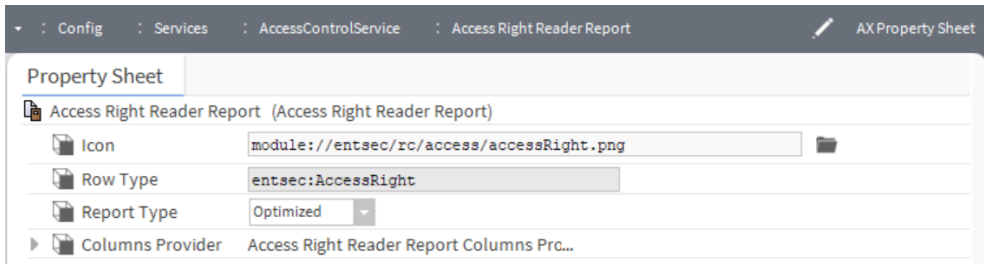 : Config : Services : AccessControlService : Access Right Reader Report AX Property Sheet
Property Sheet
Access Right Reader Report (Access Right Reader Report)
Icon module://entsec/rc/access/accessRight.png
Row Type entsec:AccessRight
Report Type Optimized
Columns Provider Access Right Reader Report Columns Prc...